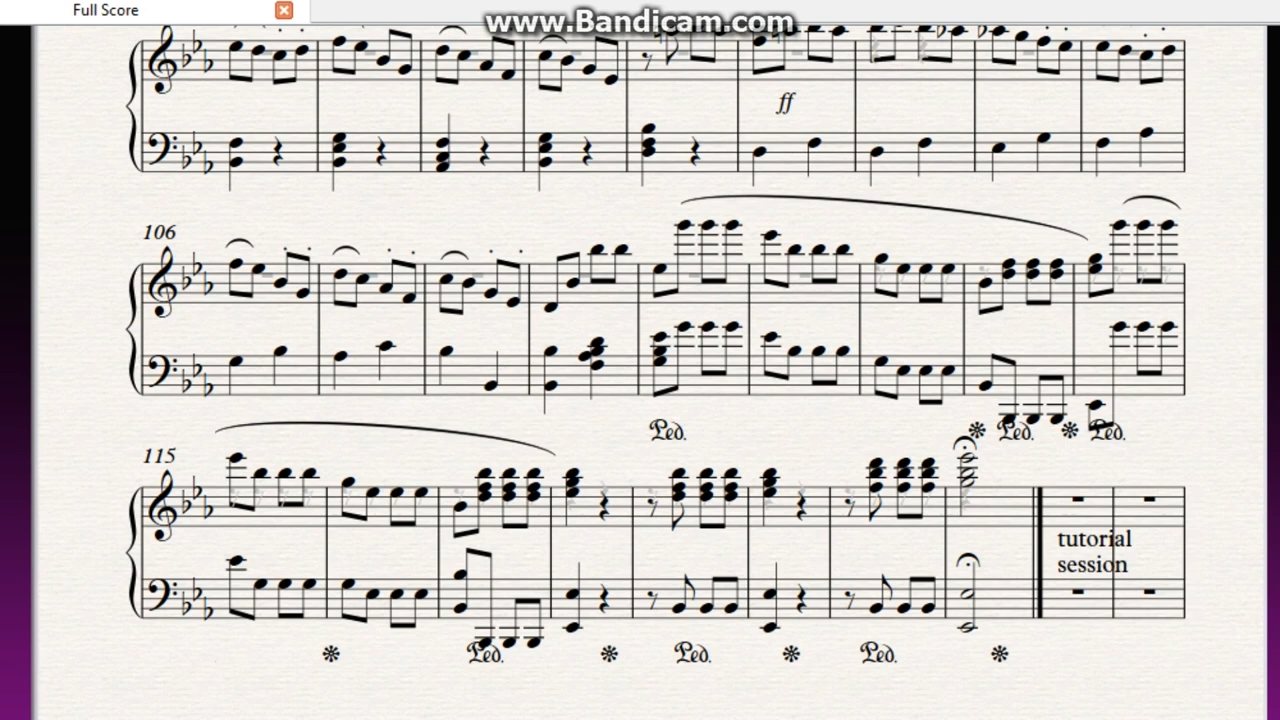 Full Score
www.Bandicam.com
ff
106
Ped.
Ped.
Ped.
115
tutorial
session
Ped.
Ped.
Ped.